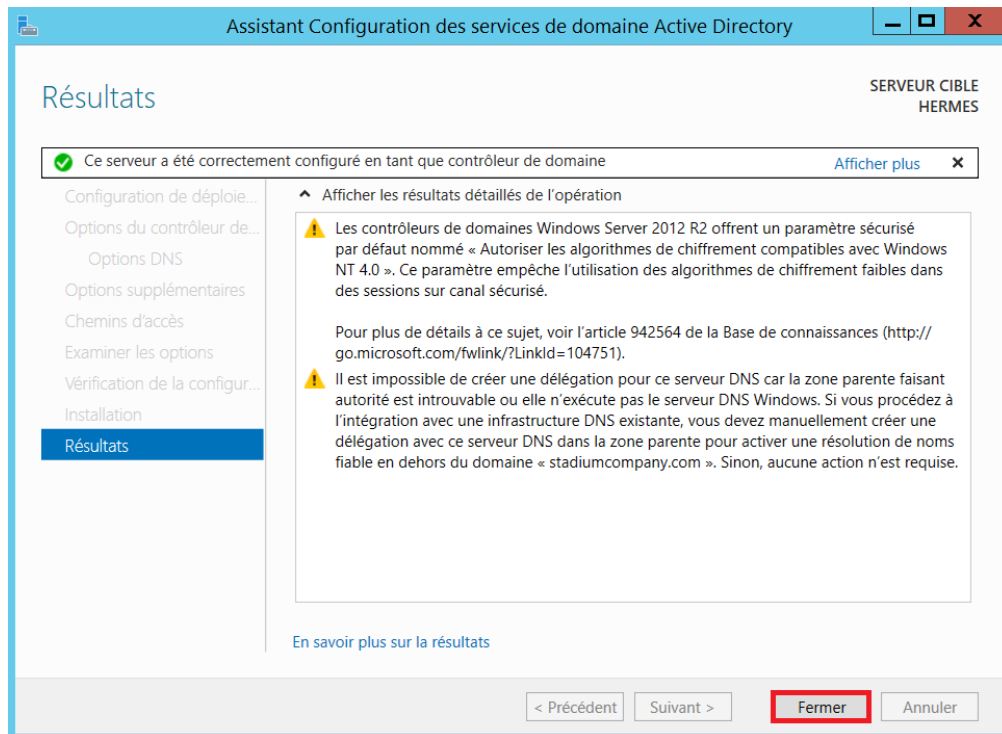 Assistant Configuration des services de domaine Active Directory
Résultats
SERVEUR CIBLE
HERMES
Ce serveur a été correctement configuré en tant que contrôleur de domaine
Afficher plus
Configuration de déploie...
Options du contrôleur de...
Options DNS
Options supplémentaires
Chemins d'accès
Examiner les options
Vérification de la configur...
Installation
Résultats
Afficher les résultats détaillés de l'opération
Les contrôleurs de domaines Windows Server 2012 R2 offrent un paramètre sécurisé
par défaut nommé « Autoriser les algorithmes de chiffrement compatibles avec Windows
NT 4.0 ». Ce paramètre empêche l'utilisation des algorithmes de chiffrement faibles dans
des sessions sur canal sécurisé.
Pour plus de détails à ce sujet, voir l'article 942564 de la Base de connaissances (http://
go.microsoft.com/fwlink/?LinkId=104751).
Il est impossible de créer une délégation pour ce serveur DNS car la zone parente faisant
autorité est introuvable ou elle n'exécute pas le serveur DNS Windows. Si vous procédez à
l'intégration avec une infrastructure DNS existante, vous devez manuellement créer une
délégation avec ce serveur DNS dans la zone parente pour activer une résolution de noms
fiable en dehors du domaine « stadiumcompany.com ». Sinon, aucune action n'est requise.
En savoir plus sur la résultats
< Précédent
Suivant >
Fermer
Annuler